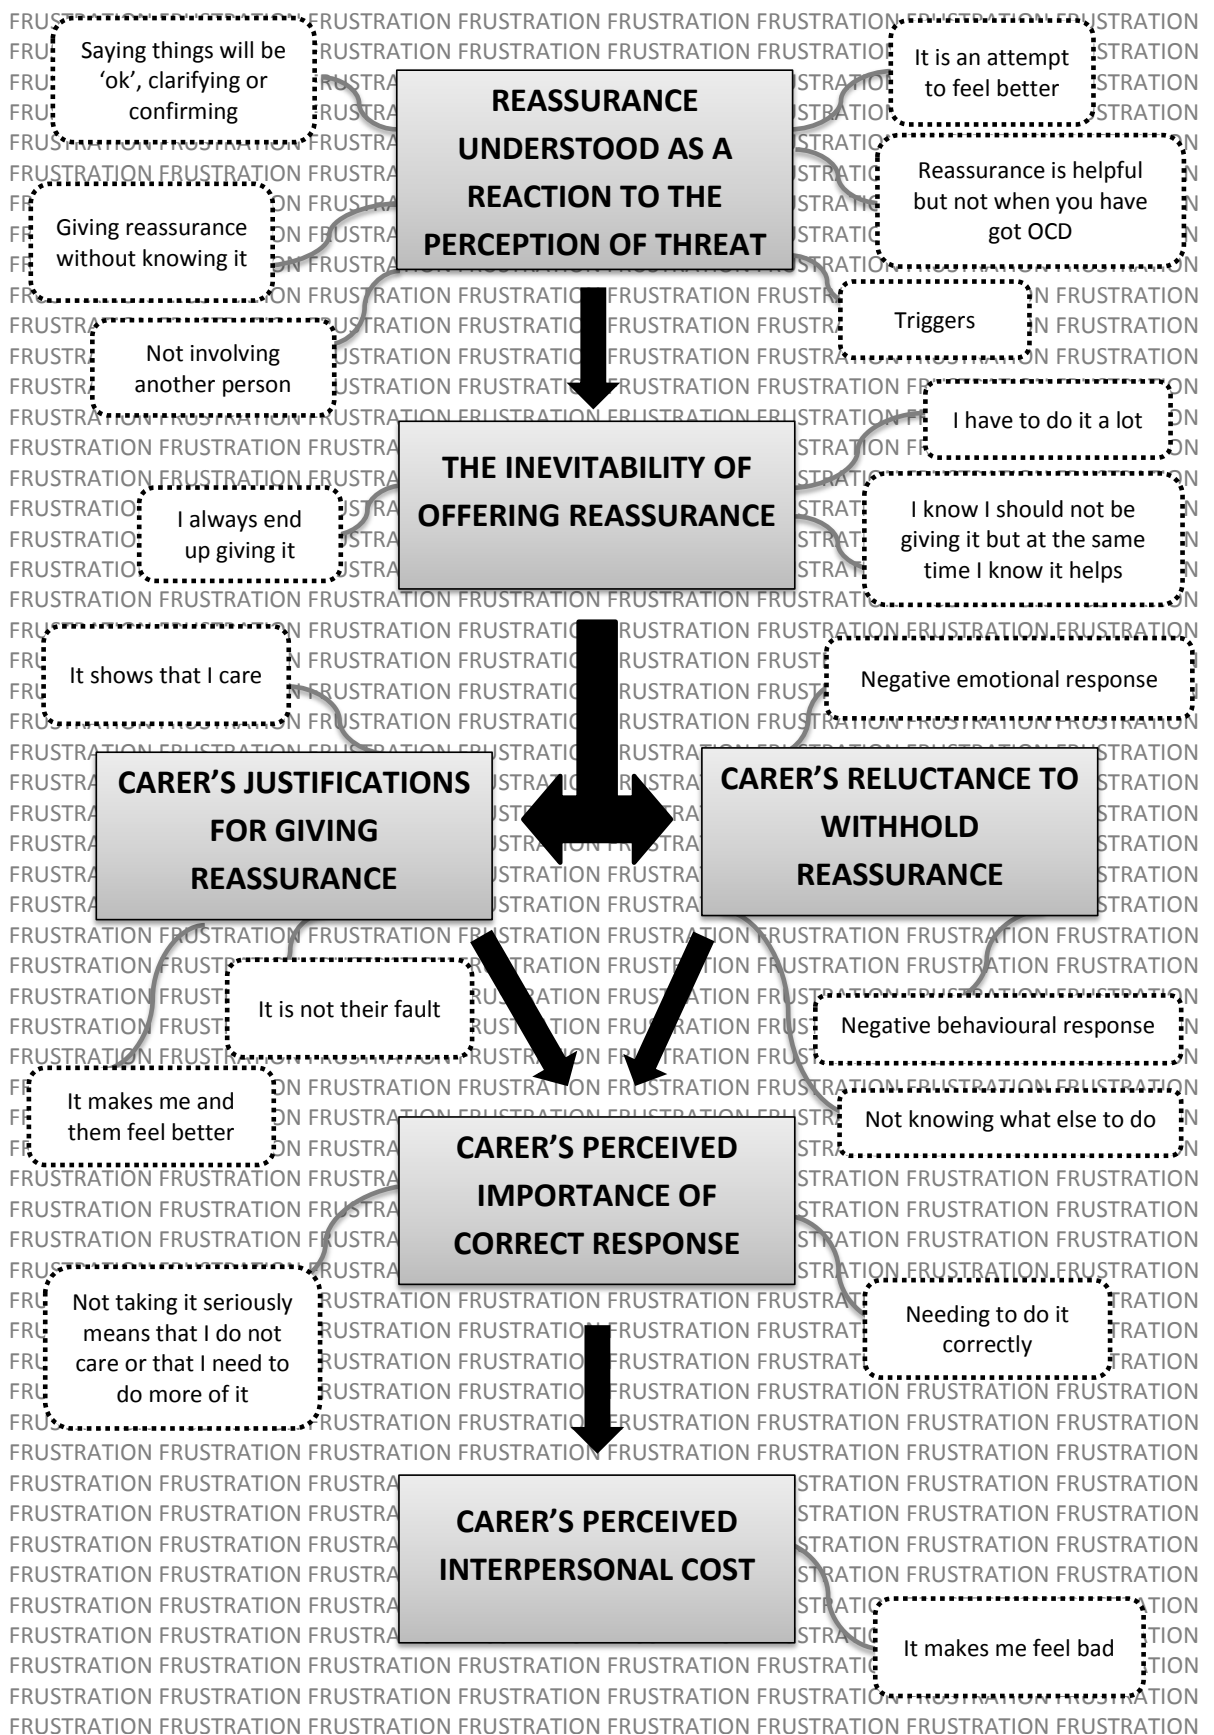 FRUSTRATION FRUSTRATION FRUSTRATION FRUSTRATION FRUSTRATION FRUSTRATION FRUSTRATION FRUSTRATION
Saying things will be
‘ok’, clarifying or
confirming
It is an attempt
to feel better
REASSURANCE
UNDERSTOOD AS A
REACTION TO THE
PERCEPTION OF THREAT
Reassurance is helpful
but not when you have
got OCD
Giving reassurance
without knowing it
Triggers
Not involving
another person
I have to do it a lot
THE INEVITABILITY OF
OFFERING REASSURANCE
I always end
up giving it
I know I should not be
giving it but at the same
time I know it helps
It shows that I care
Negative emotional response
CARER’S JUSTIFICATIONS
FOR GIVING
REASSURANCE
CARER’S RELUCTANCE TO
WITHHOLD
REASSURANCE
It is not their fault
Negative behavioural response
It makes me and
them feel better
Not knowing what else to do
CARER’S PERCEIVED
IMPORTANCE OF
CORRECT RESPONSE
Not taking it seriously
means that I do not
care or that I need to
do more of it
Needing to do it
correctly
CARER’S PERCEIVED
INTERPERSONAL COST
It makes me feel bad